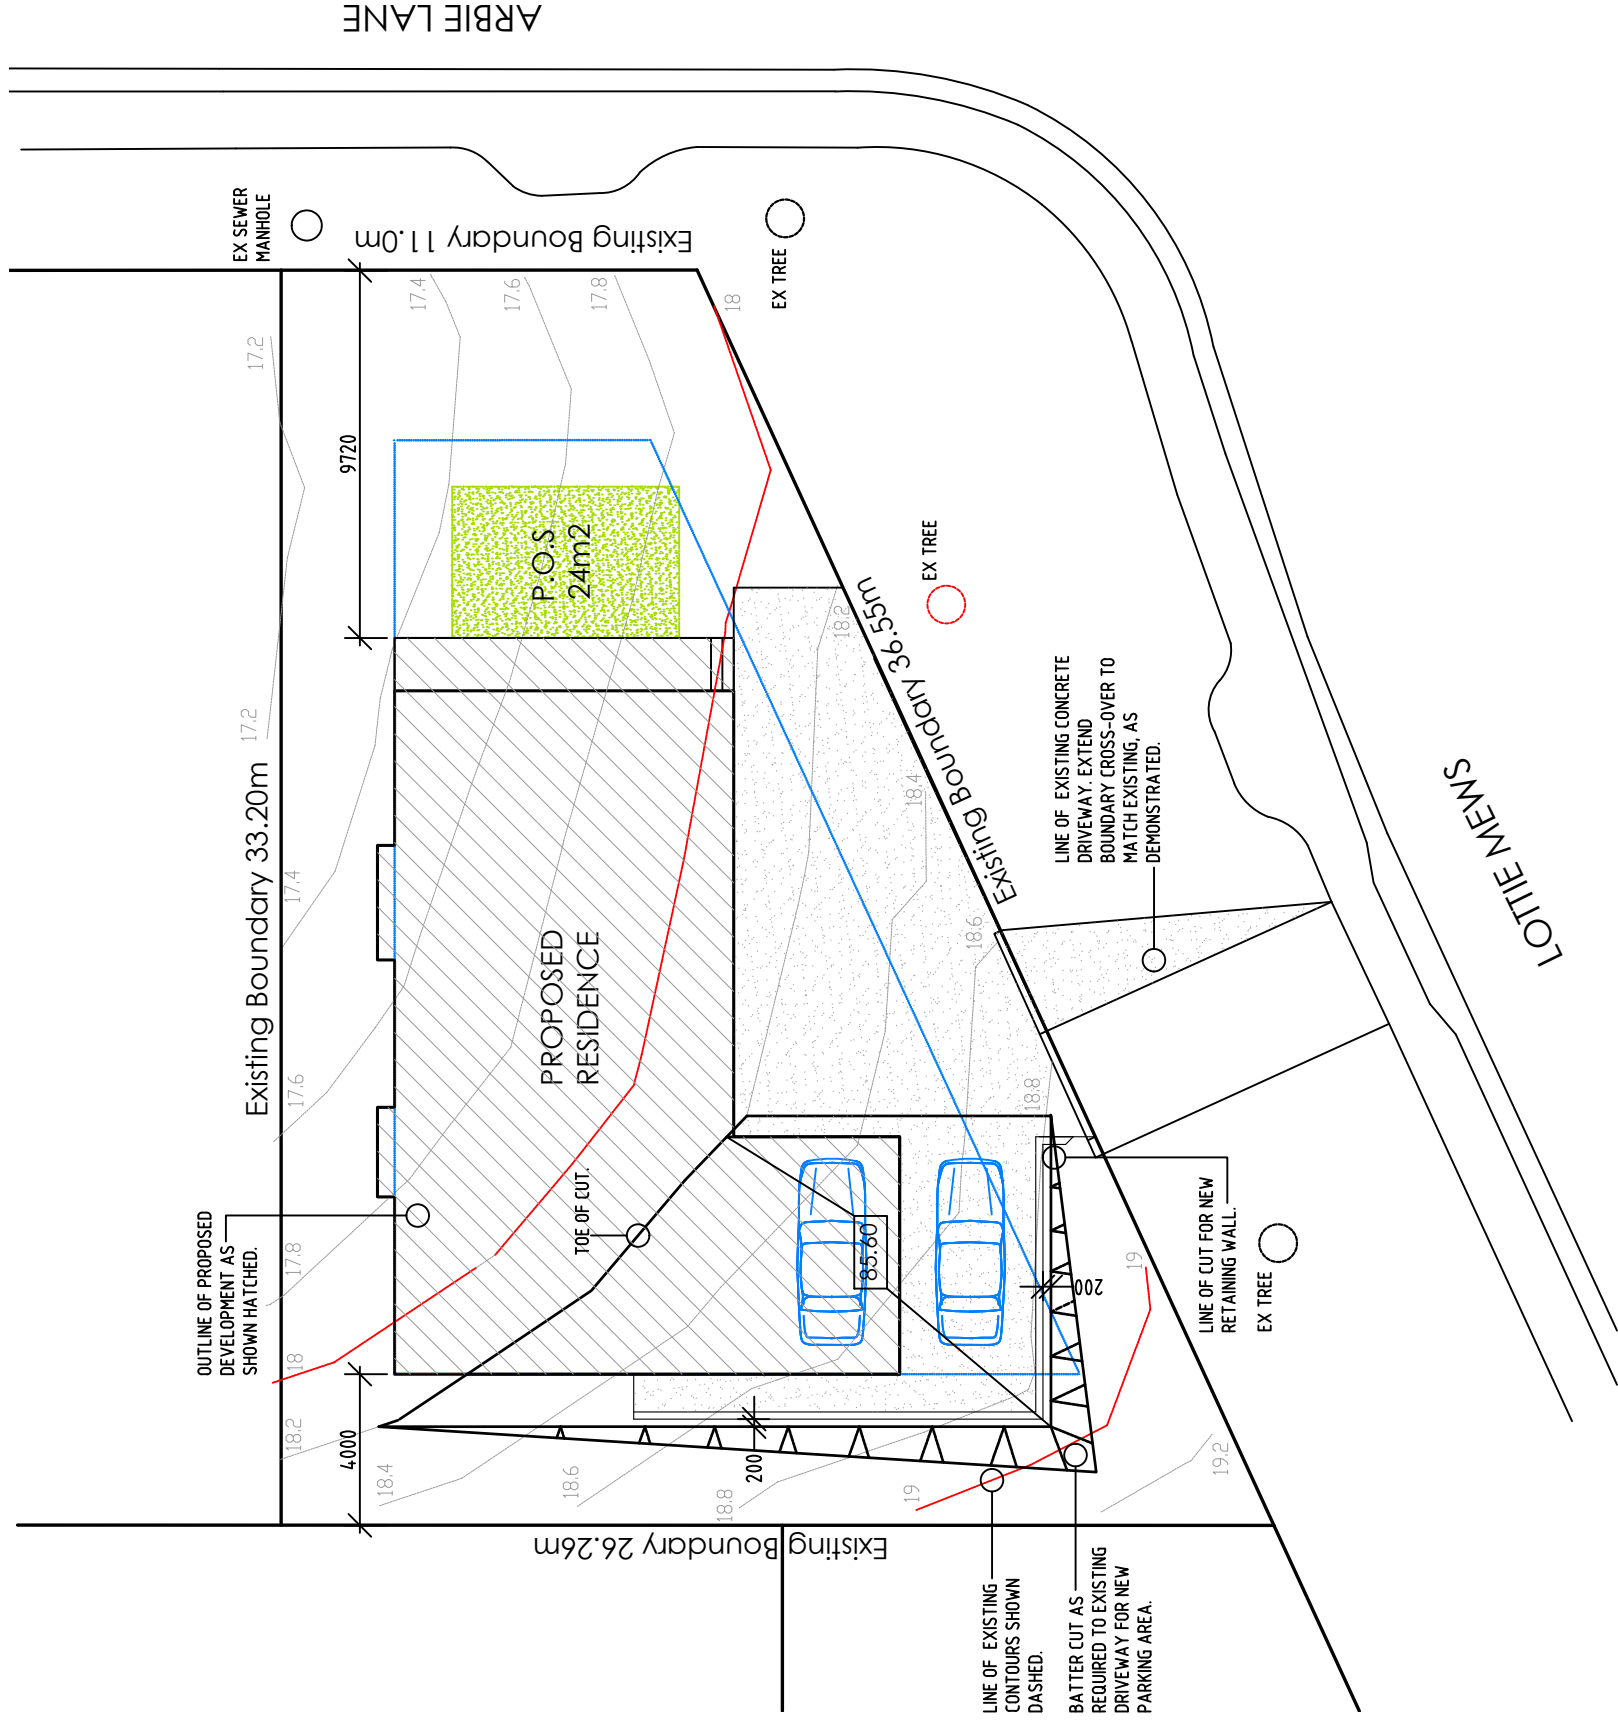 ARBIE LANE
EX SEWER
MANHOLE
Existing Boundary 11.0m
EX TREE
17.4
17.6
17.8
18
17.2
9720
P.O.S
24m2
EX TREE
18.2
Existing Boundary 36.55m
17.2
Existing Boundary 33.20m
17.4
18.4
18.6
LINE OF EXISTING CONCRETE
DRIVEWAY. EXTEND
BOUNDARY CROSS-OVER TO
MATCH EXISTING, AS
DEMONSTRATED.
LOTTIE MEWS
PROPOSED
RESIDENCE
17.6
18.8
OUTLINE OF PROPOSED
DEVELOPMENT AS
SHOWN HATCHED.
TOE OF CUT.
85.60
200
17.8
18
19
LINE OF CUT FOR NEW
RETAINING WALL.
EX TREE
18.2
4000
18.4
18.6
18.8
200
19
19.2
Existing Boundary 26.26m
LINE OF EXISTING
CONTOURS SHOWN
DASHED.
BATTER CUT AS
REQUIRED TO EXISTING
DRIVEWAY FOR NEW
PARKING AREA.